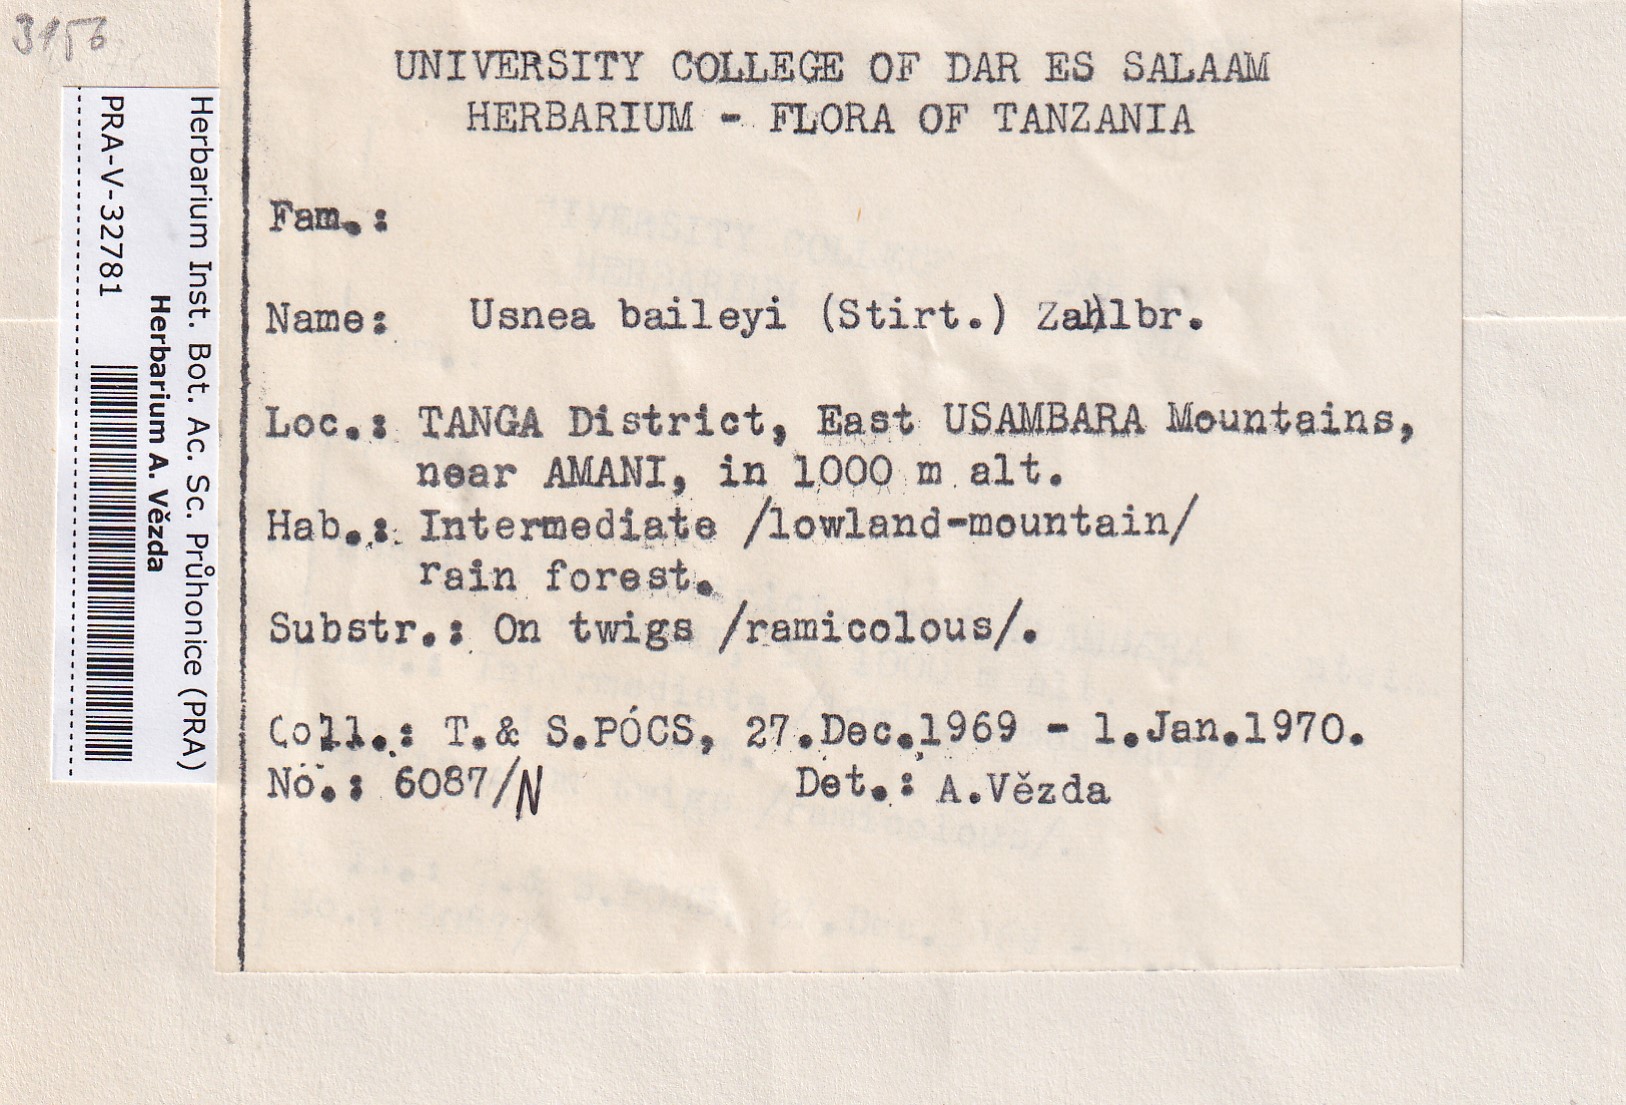 3156
UNIVERSITY COLLEGE OF DAR ES SALAAM
HERBARIUM - FLORA OF TANZANIA
Fam.:
Name: Usnea baileyi (Stirt.) Zahlbr.
Loc.: TANGA District, East USAMBARA Mountains,
near AMANI, in 1000 m alt.
Hab.: Intermediate /lowland-mountain/
rain forest.
Substr.: On twigs /ramicolous/.
Coll.: T.& S.PÓCS, 27.Dec.1969 - 1.Jan.1970.
No.: 6087/N Det.: A.Vězda
Herbarium Inst. Bot. Ac. Sc. Průhonice (PRA)
Herbarium A. Vězda
PRA-V-32781